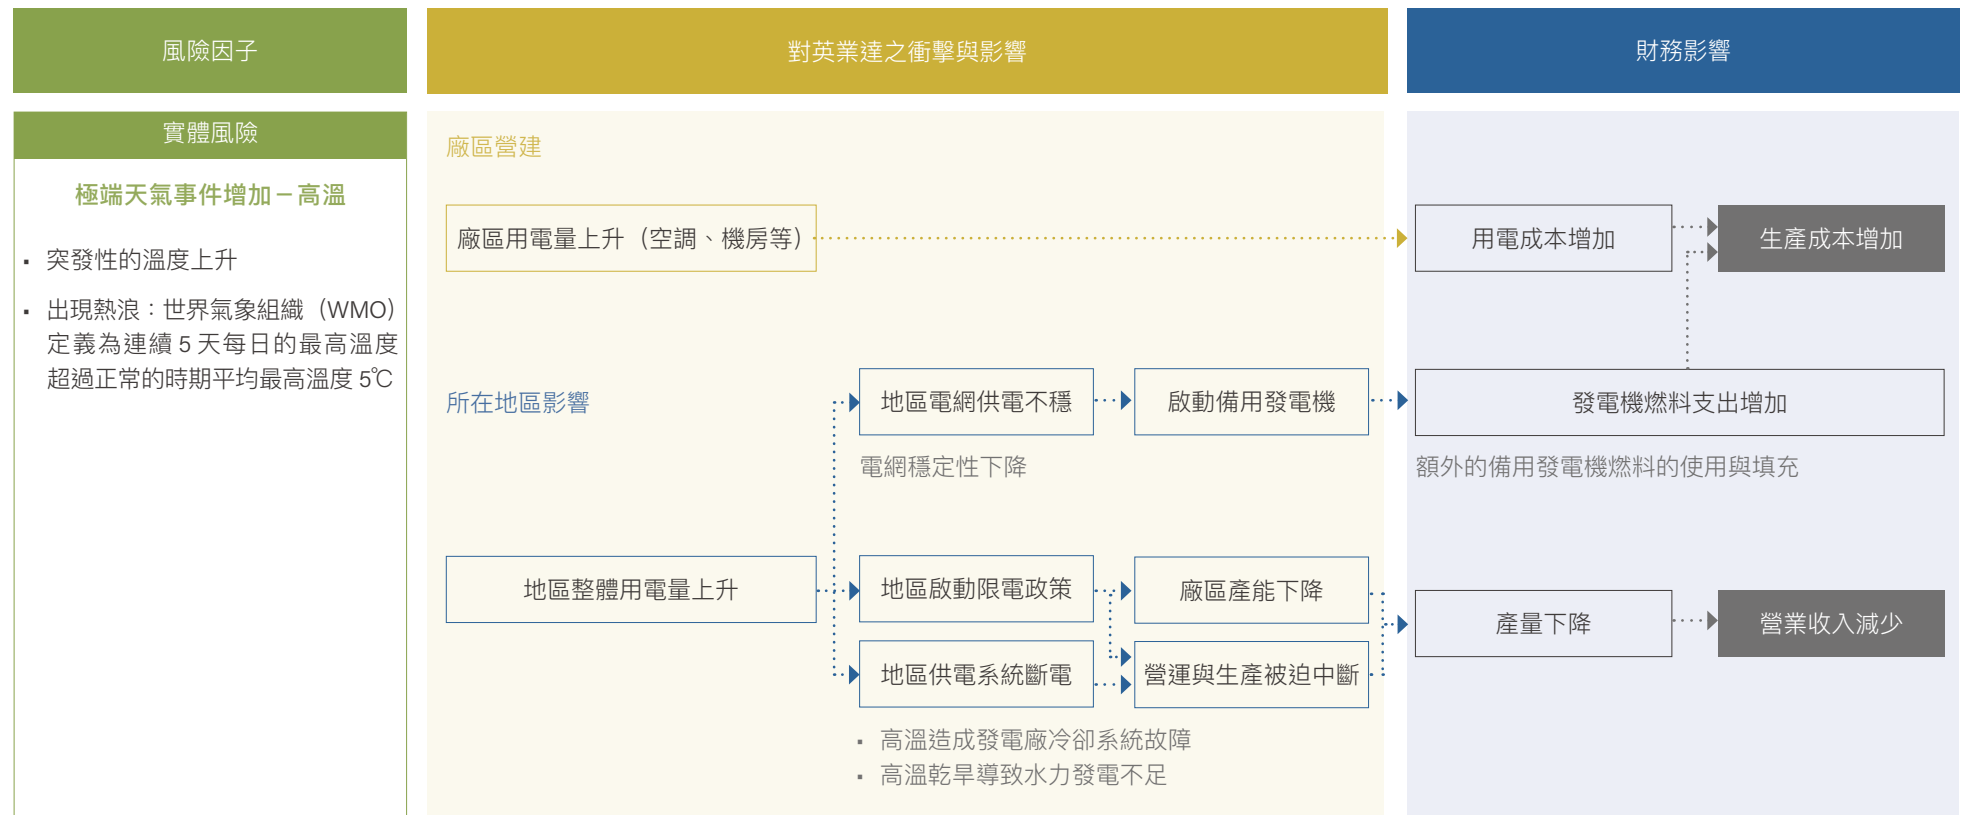 風險因子
對英業達之衝擊與影響
財務影響
實體風險
極端天氣事件增加－高溫
▪ 突發性的溫度上升
▪ 出現熱浪：世界氣象組織（WMO）
定義為連續 5 天每日的最高溫度
超過正常的時期平均最高溫度 5℃
廠區營建
廠區用電量上升（空調、機房等）
用電成本增加
生產成本增加
所在地區影響
地區電網供電不穩
啟動備用發電機
發電機燃料支出增加
電網穩定性下降
額外的備用發電機燃料的使用與填充
地區整體用電量上升
地區啟動限電政策
廠區產能下降
產量下降
營業收入減少
地區供電系統斷電
營運與生產被迫中斷
▪ 高溫造成發電廠冷卻系統故障
▪ 高溫乾旱導致水力發電不足